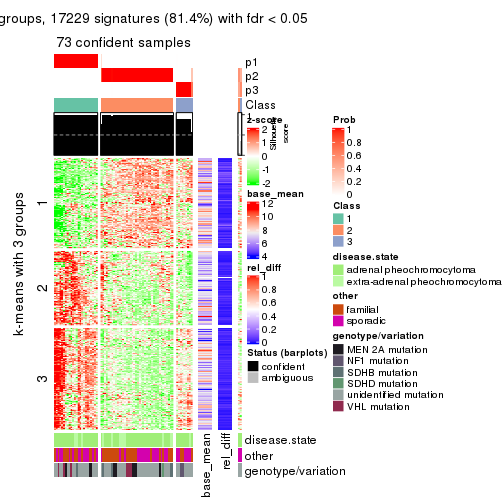 groups, 17229 signatures (81.4%) with fdr < 0.05
73 confident samples
p1
p2
p3
Class
1
Silhouette
score
k-means with 3 groups
1
2
3
base_mean
rel_diff
disease.state
other
genotype/variation
z-score
2
1
0
-1
-2
base_mean
12
10
8
6
4
rel_diff
1
0.8
0.6
0.4
0.2
0
Status (barplots)
confident
ambiguous
Prob
1
0.8
0.6
0.4
0.2
0
Class
1
2
3
disease.state
adrenal pheochromocytoma
extra-adrenal pheochromocytoma
other
familial
sporadic
genotype/variation
MEN 2A mutation
NF1 mutation
SDHB mutation
SDHD mutation
unidentified mutation
VHL mutation